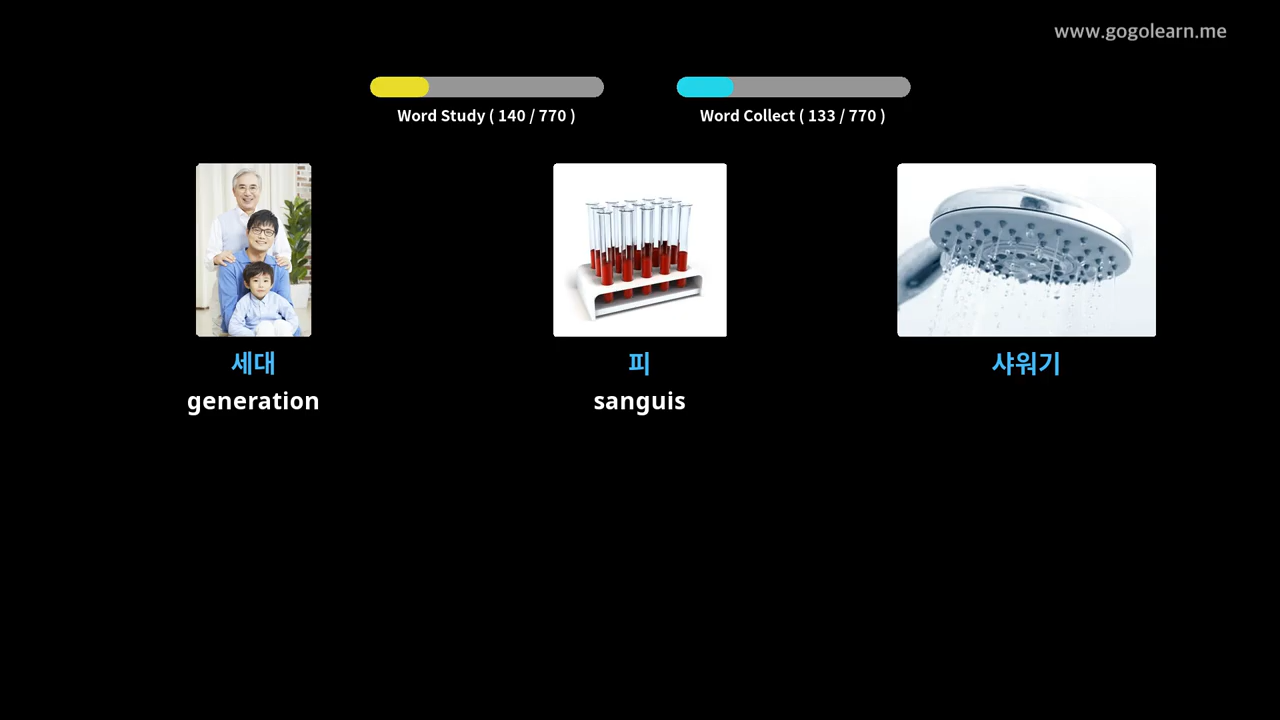 www.gogolearn.me
Word Study ( 140 / 770 )
Word Collect ( 133 / 770 )
세대
generation
피
sanguis
샤워기